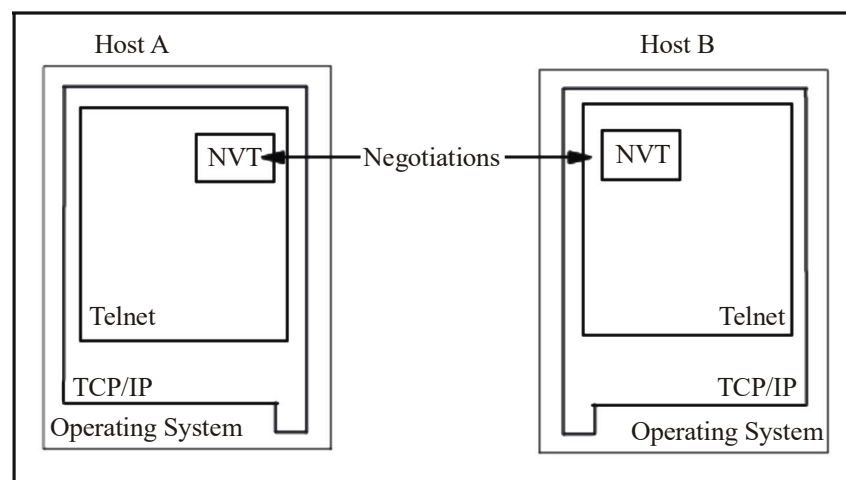 Host A
Host B
NVT
Negotiations
NVT
Telnet
Telnet
TCP/IP
TCP/IP
Operating System
Operating System